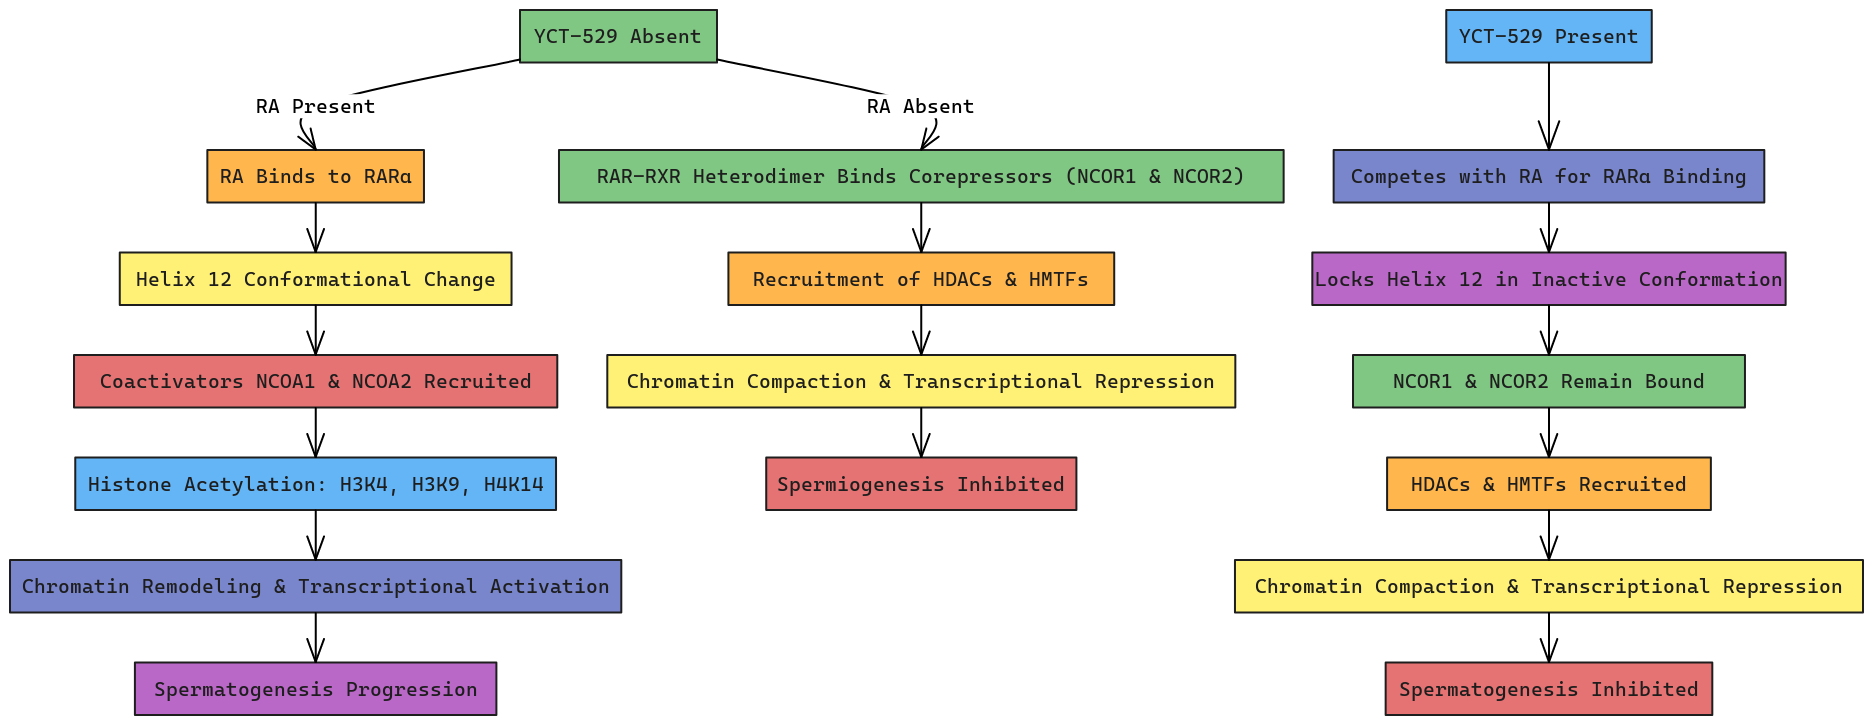 YCT-529 Absent
YCT-529 Present
RA Present
RA Absent
RA Binds to RARα
RAR-RXR Heterodimer Binds Corepressors (NCOR1 & NCOR2)
Competes with RA for RARα Binding
Helix 12 Conformational Change
Recruitment of HDACs & HMTFs
Locks Helix 12 in Inactive Conformation
Coactivators NCOA1 & NCOA2 Recruited
Chromatin Compaction & Transcriptional Repression
NCOR1 & NCOR2 Remain Bound
Histone Acetylation: H3K4, H3K9, H4K14
Spermiogenesis Inhibited
HDACs & HMTFs Recruited
Chromatin Remodeling & Transcriptional Activation
Chromatin Compaction & Transcriptional Repression
Spermatogenesis Progression
Spermatogenesis Inhibited